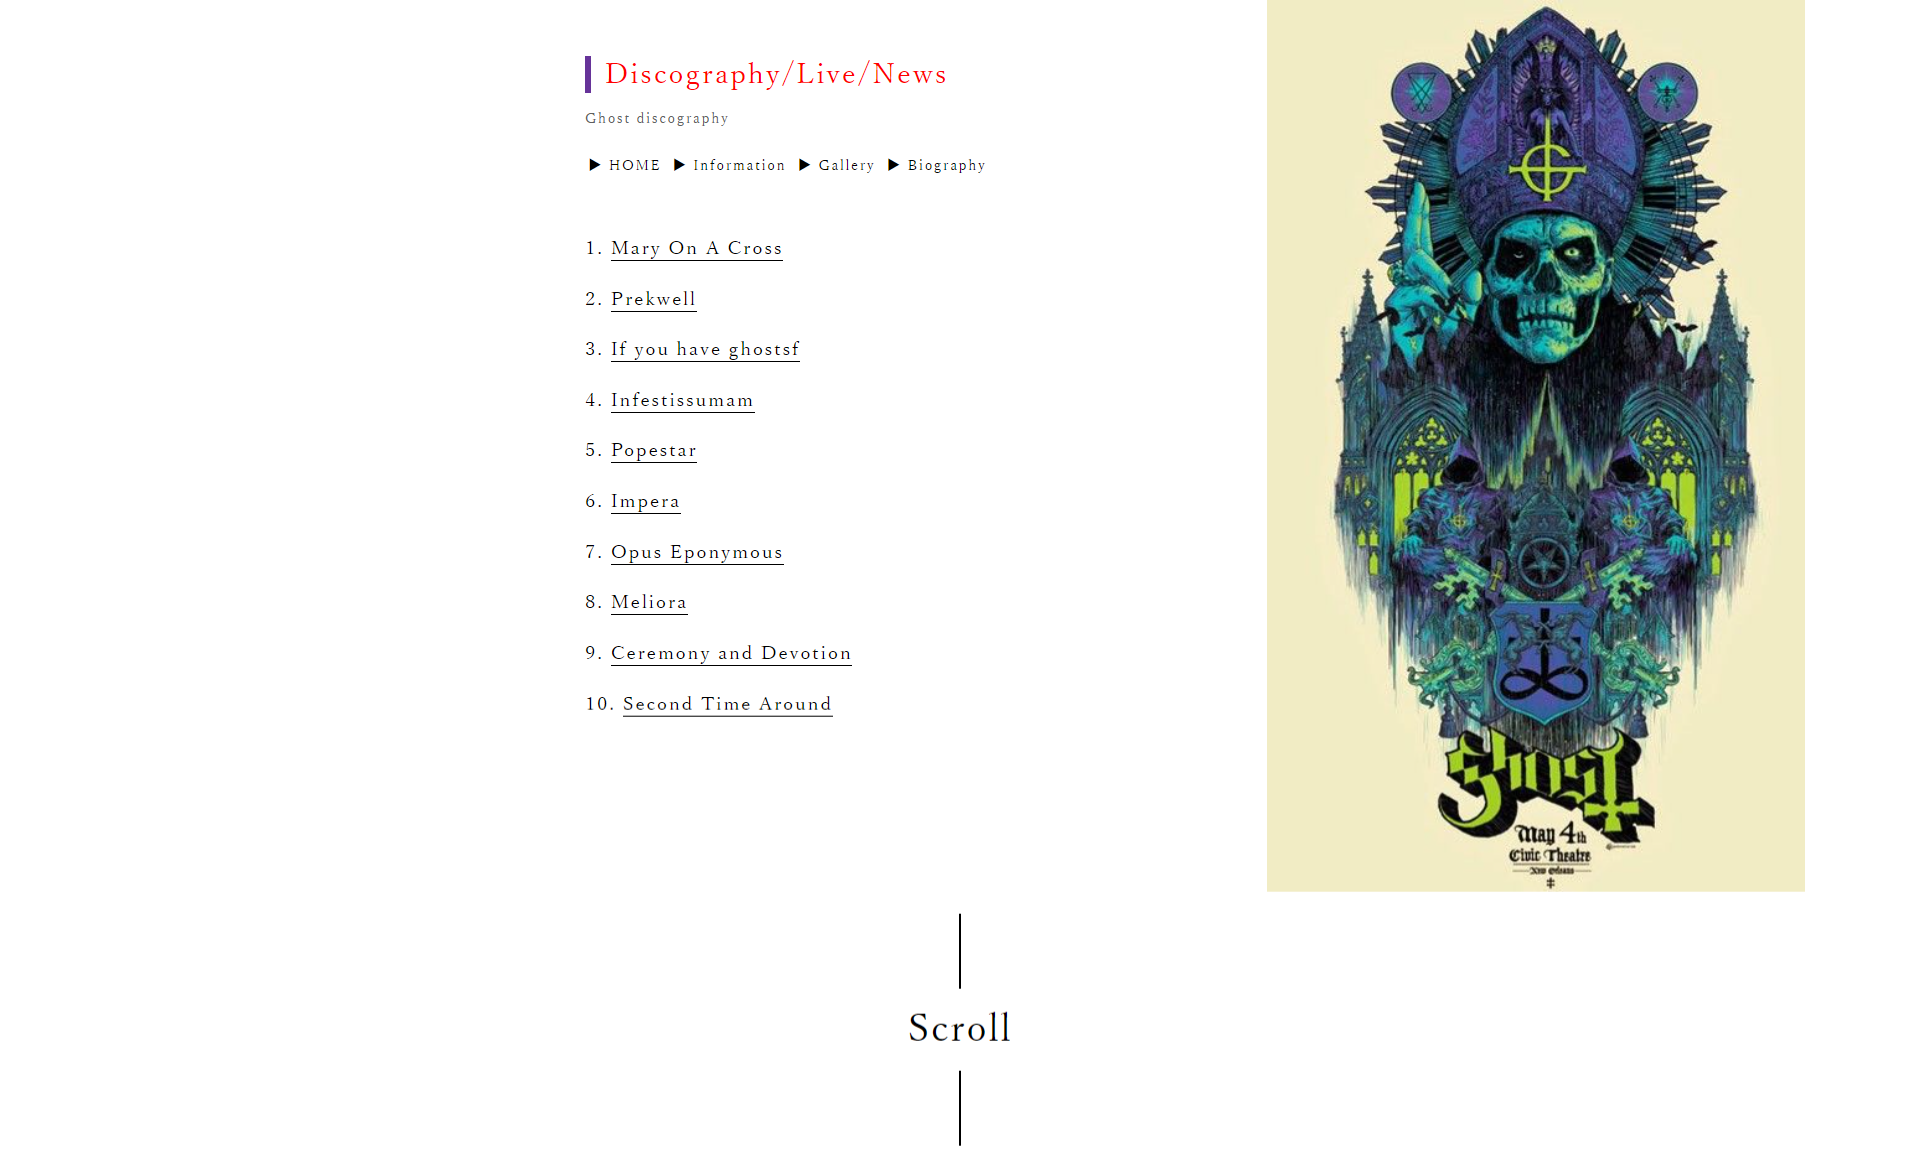 Discography/Live/News
Ghost discography
▶ HOME ▶ Information ▶ Gallery ▶ Biography
1. Mary On A Cross
2. Prekwell
3. If you have ghostsf
4. Infestissumam
5. Popestar
6. Impera
7. Opus Eponymous
8. Meliora
9. Ceremony and Devotion
10. Second Time Around
Ghost
May 4th
Civic Theatre
New Orleans
Scroll